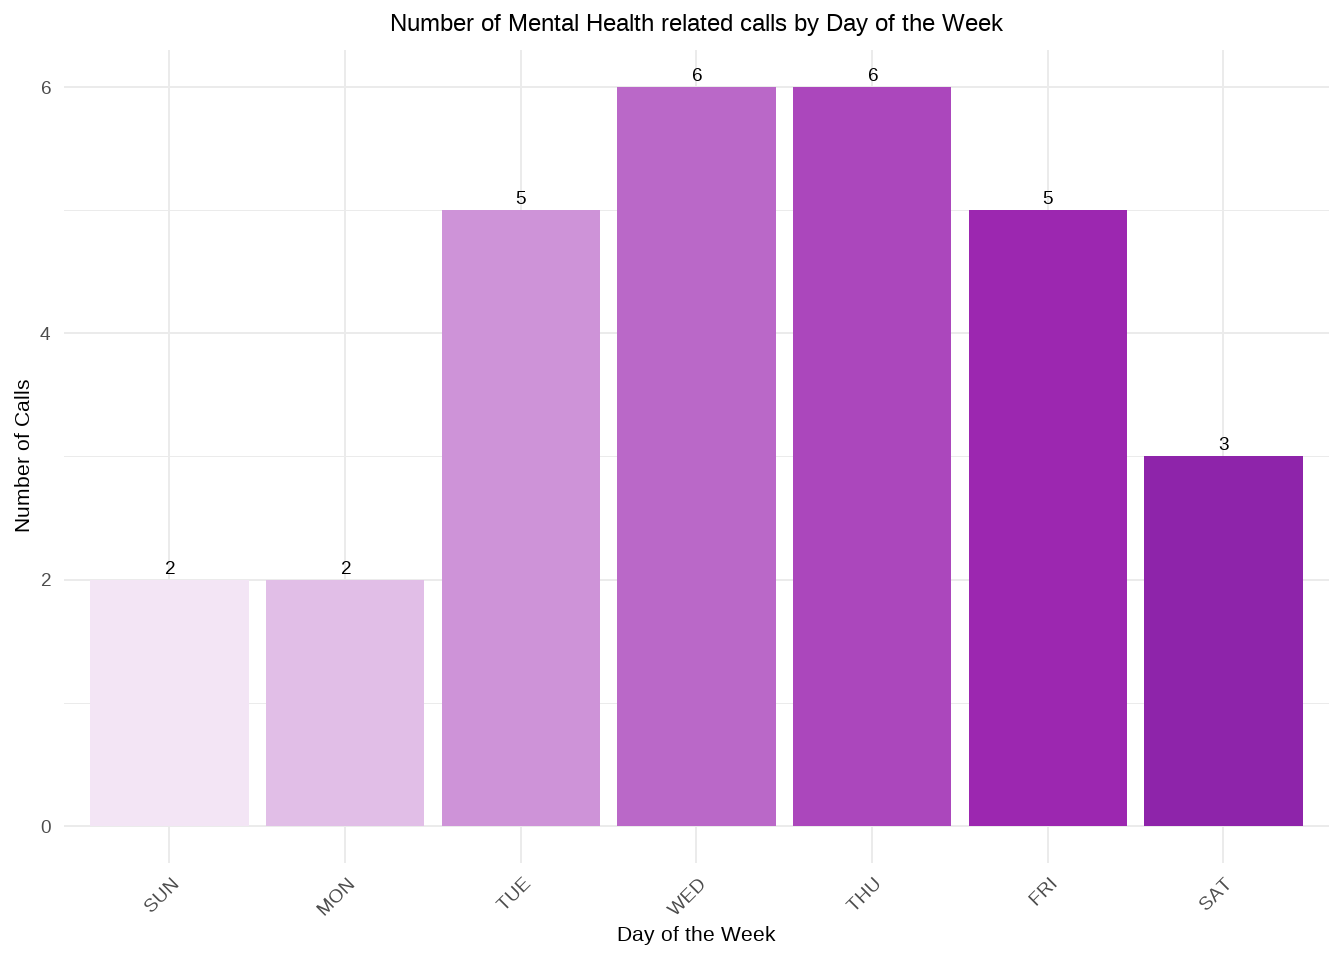 Number of Mental Health related calls by Day of the Week
6
6
6
5
5
4
3
2
2
2
0
SUN
MON
TUE
WED
THU
FRI
SAT
Day of the Week
Number of Calls